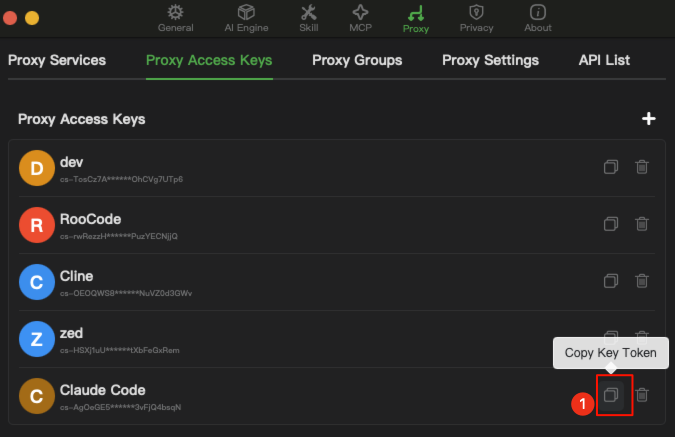 General AI Engine Skill MCP Proxy Privacy About
Proxy Services Proxy Access Keys Proxy Groups Proxy Settings API List
Proxy Access Keys
D dev
cs-TosCz7A******OhCVg7UTp6
R RooCode
cs-rwRezzH******PuzYECNjjQ
C Cline
cs-OEOQWS8******NuVZ0d3GWv
Z zed
cs-HSXj1uU******tXbFeGxRem
Copy Key Token
C Claude Code
cs-AgOeGE5******3vFjQ4bsqN
1